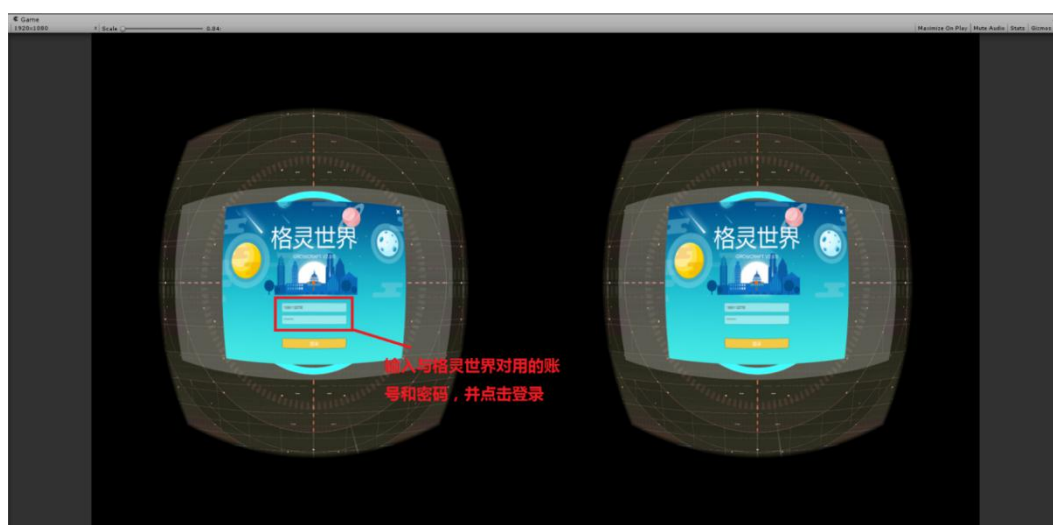 Game
1920x1080
Scale
0.84
Maximize On Play
Mute Audio
Stats
Gizmos
格灵世界
格灵世界
输入与格灵世界对用的账
号和密码，并点击登录